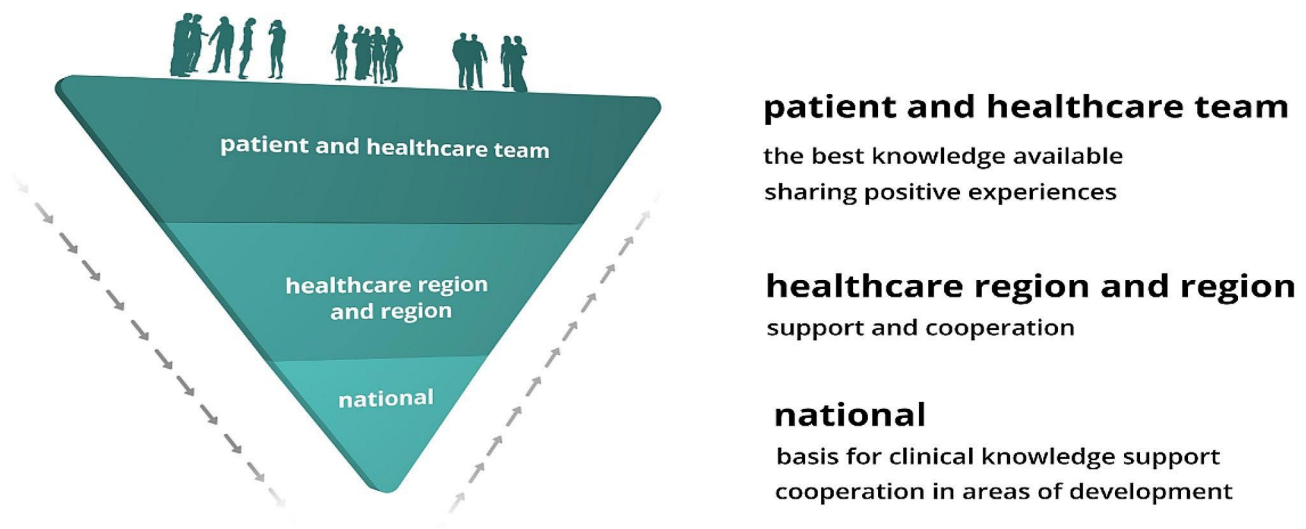 patient and healthcare team
healthcare region
and region
national
patient and healthcare team
the best knowledge available
sharing positive experiences
healthcare region and region
support and cooperation
national
basis for clinical knowledge support
cooperation in areas of development